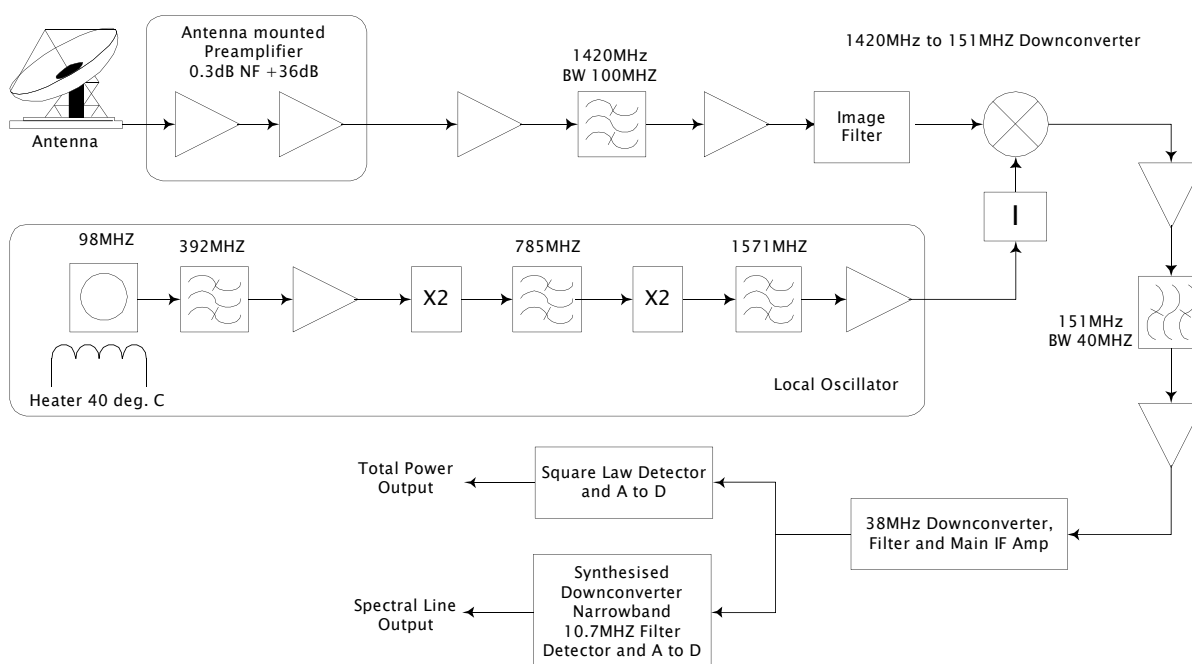 Antenna mounted
Preamplifier
0.3dB NF +36dB
1420MHz
BW 100MHZ
1420MHz to 151MHZ Downconverter
Antenna
Image
Filter
I
98MHZ
392MHZ
785MHZ
1571MHZ
X2
X2
Heater 40 deg. C
Local Oscillator
151MHz
BW 40MHZ
Total Power
Output
Square Law Detector
and A to D
38MHz Downconverter,
Filter and Main IF Amp
Spectral Line
Output
Synthesised
Downconverter
Narrowband
10.7MHZ Filter
Detector and A to D